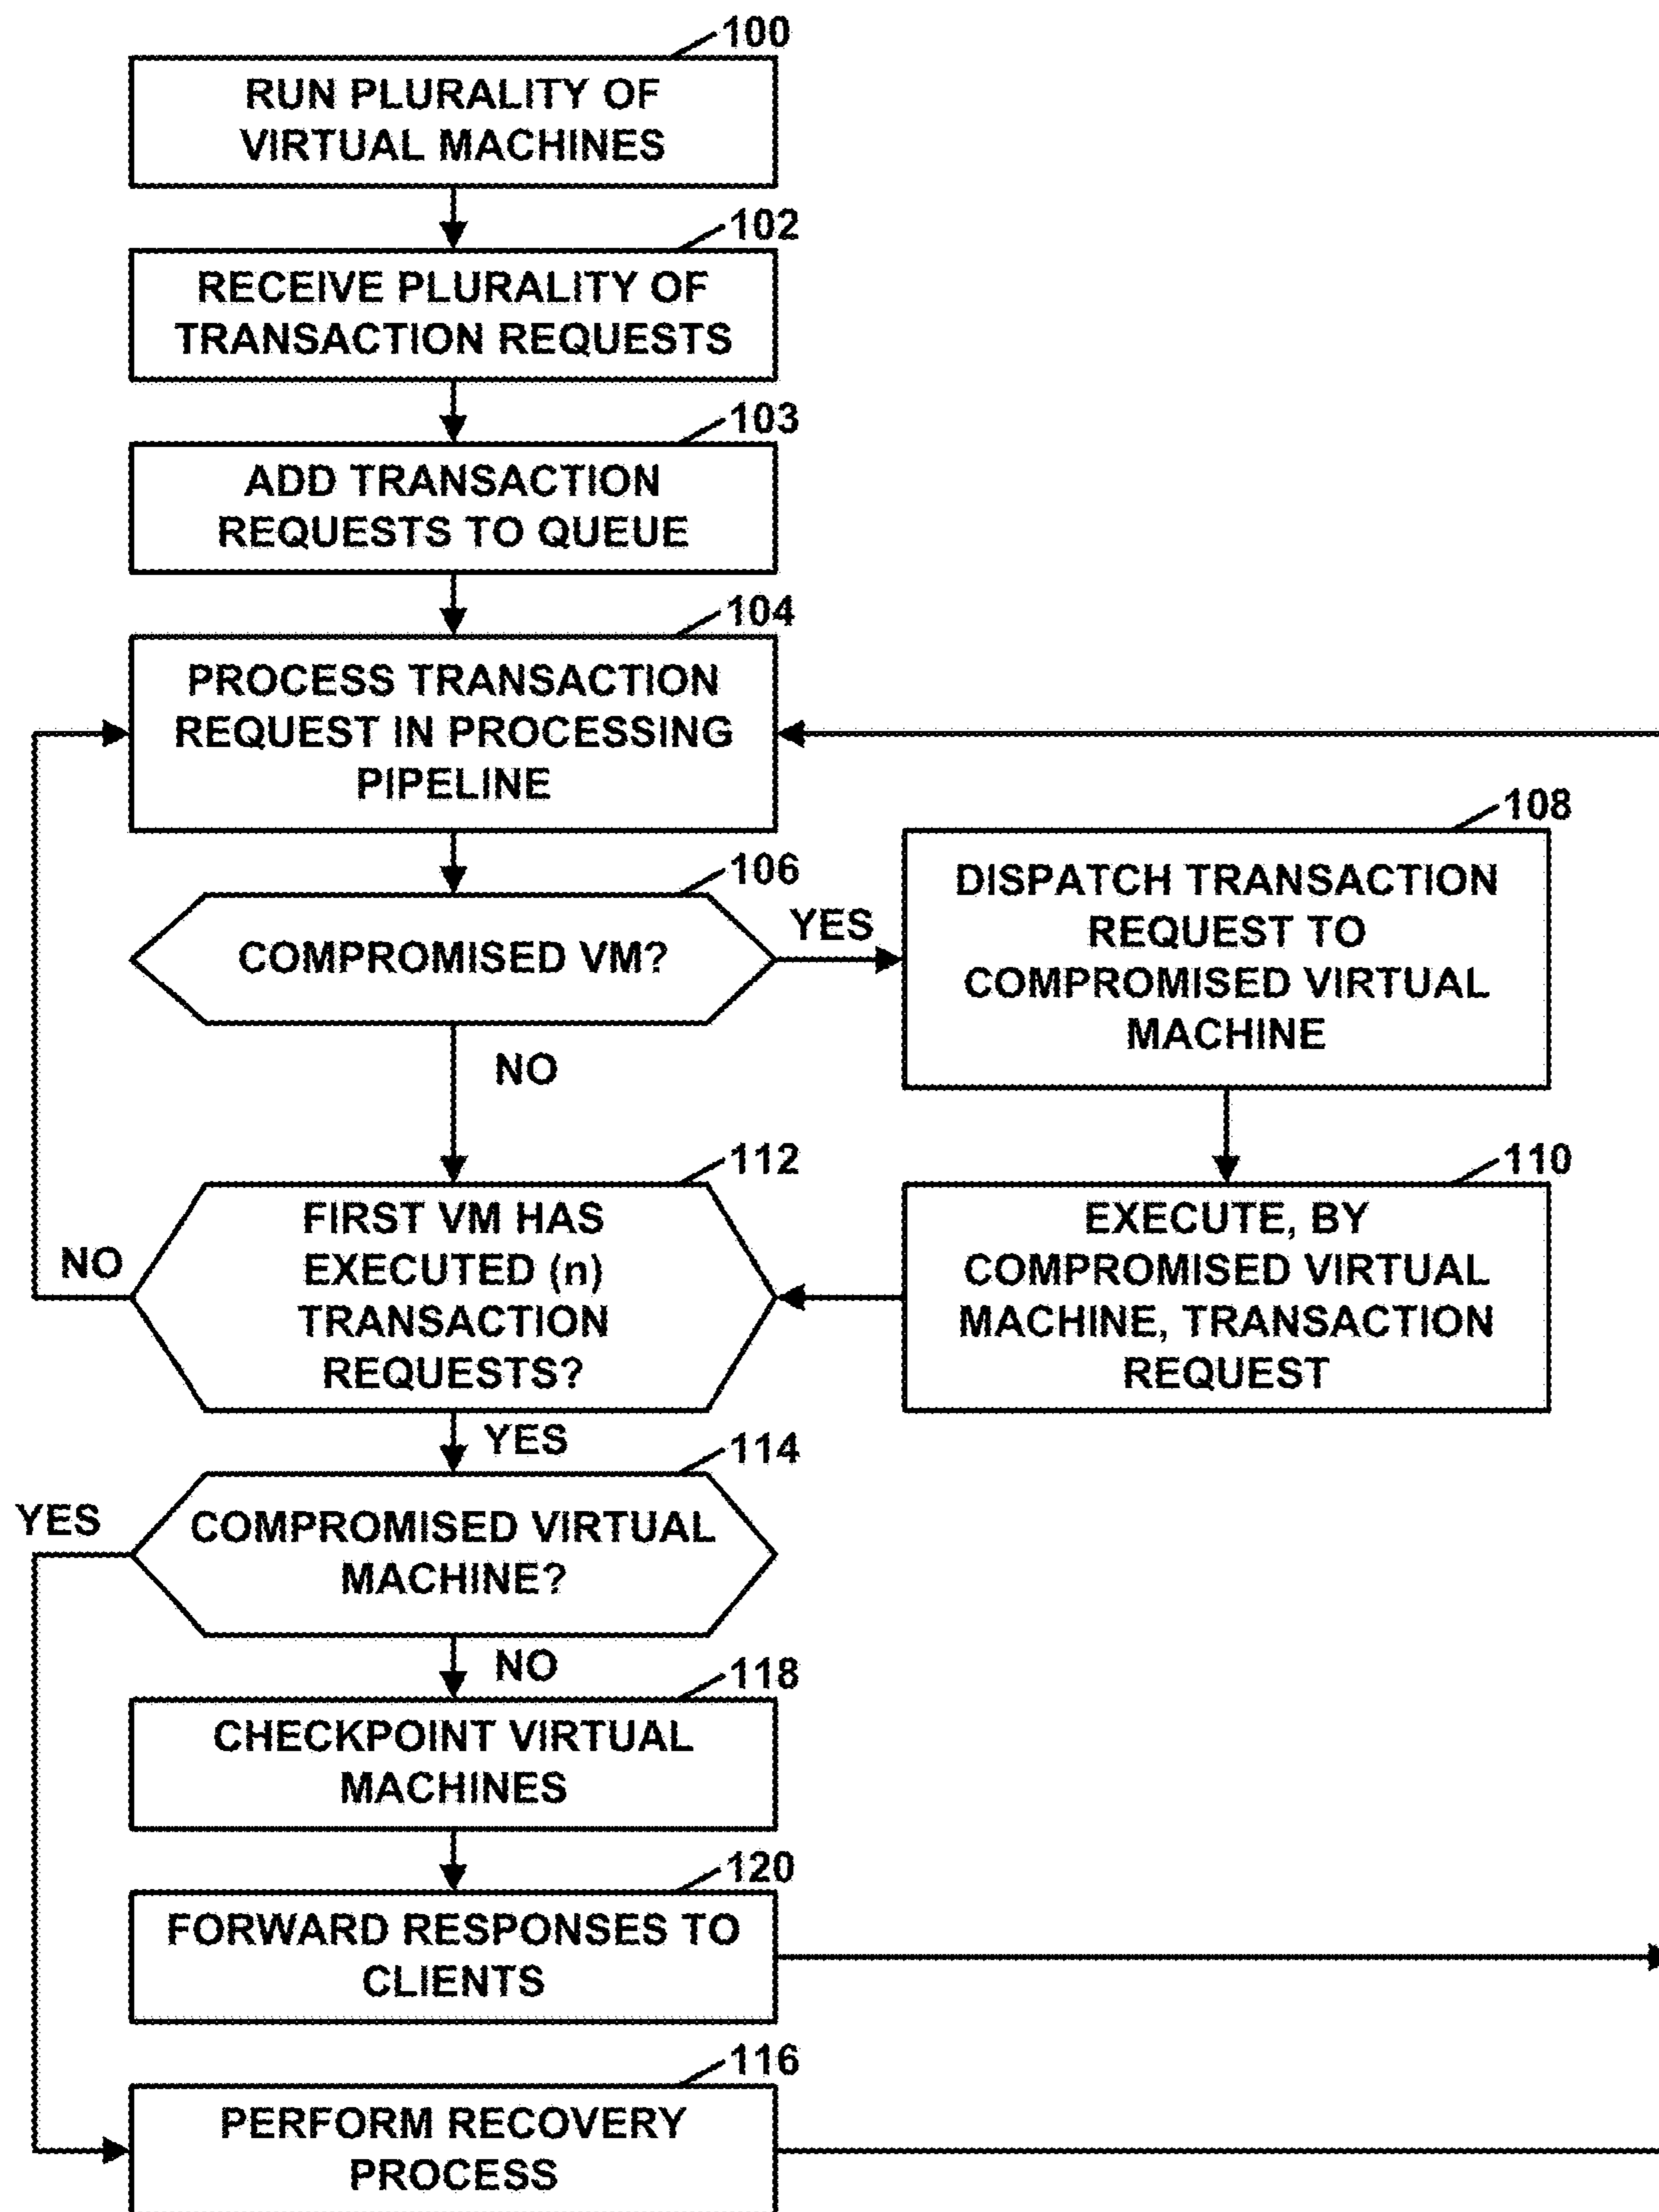 100
RUN PLURALITY OF
VIRTUAL MACHINES
102
RECEIVE PLURALITY OF
TRANSACTION REQUESTS
103
ADD TRANSACTION
REQUESTS TO QUEUE
104
PROCESS TRANSACTION
REQUEST IN PROCESSING
PIPELINE
106
COMPROMISED VM?
YES
NO
108
DISPATCH TRANSACTION
REQUEST TO
COMPROMISED VIRTUAL
MACHINE
110
EXECUTE, BY
COMPROMISED VIRTUAL
MACHINE, TRANSACTION
REQUEST
112
FIRST VM HAS
EXECUTED (n)
TRANSACTION
REQUESTS?
NO
YES
114
COMPROMISED VIRTUAL
MACHINE?
YES
NO
118
CHECKPOINT VIRTUAL
MACHINES
120
FORWARD RESPONSES TO
CLIENTS
116
PERFORM RECOVERY
PROCESS